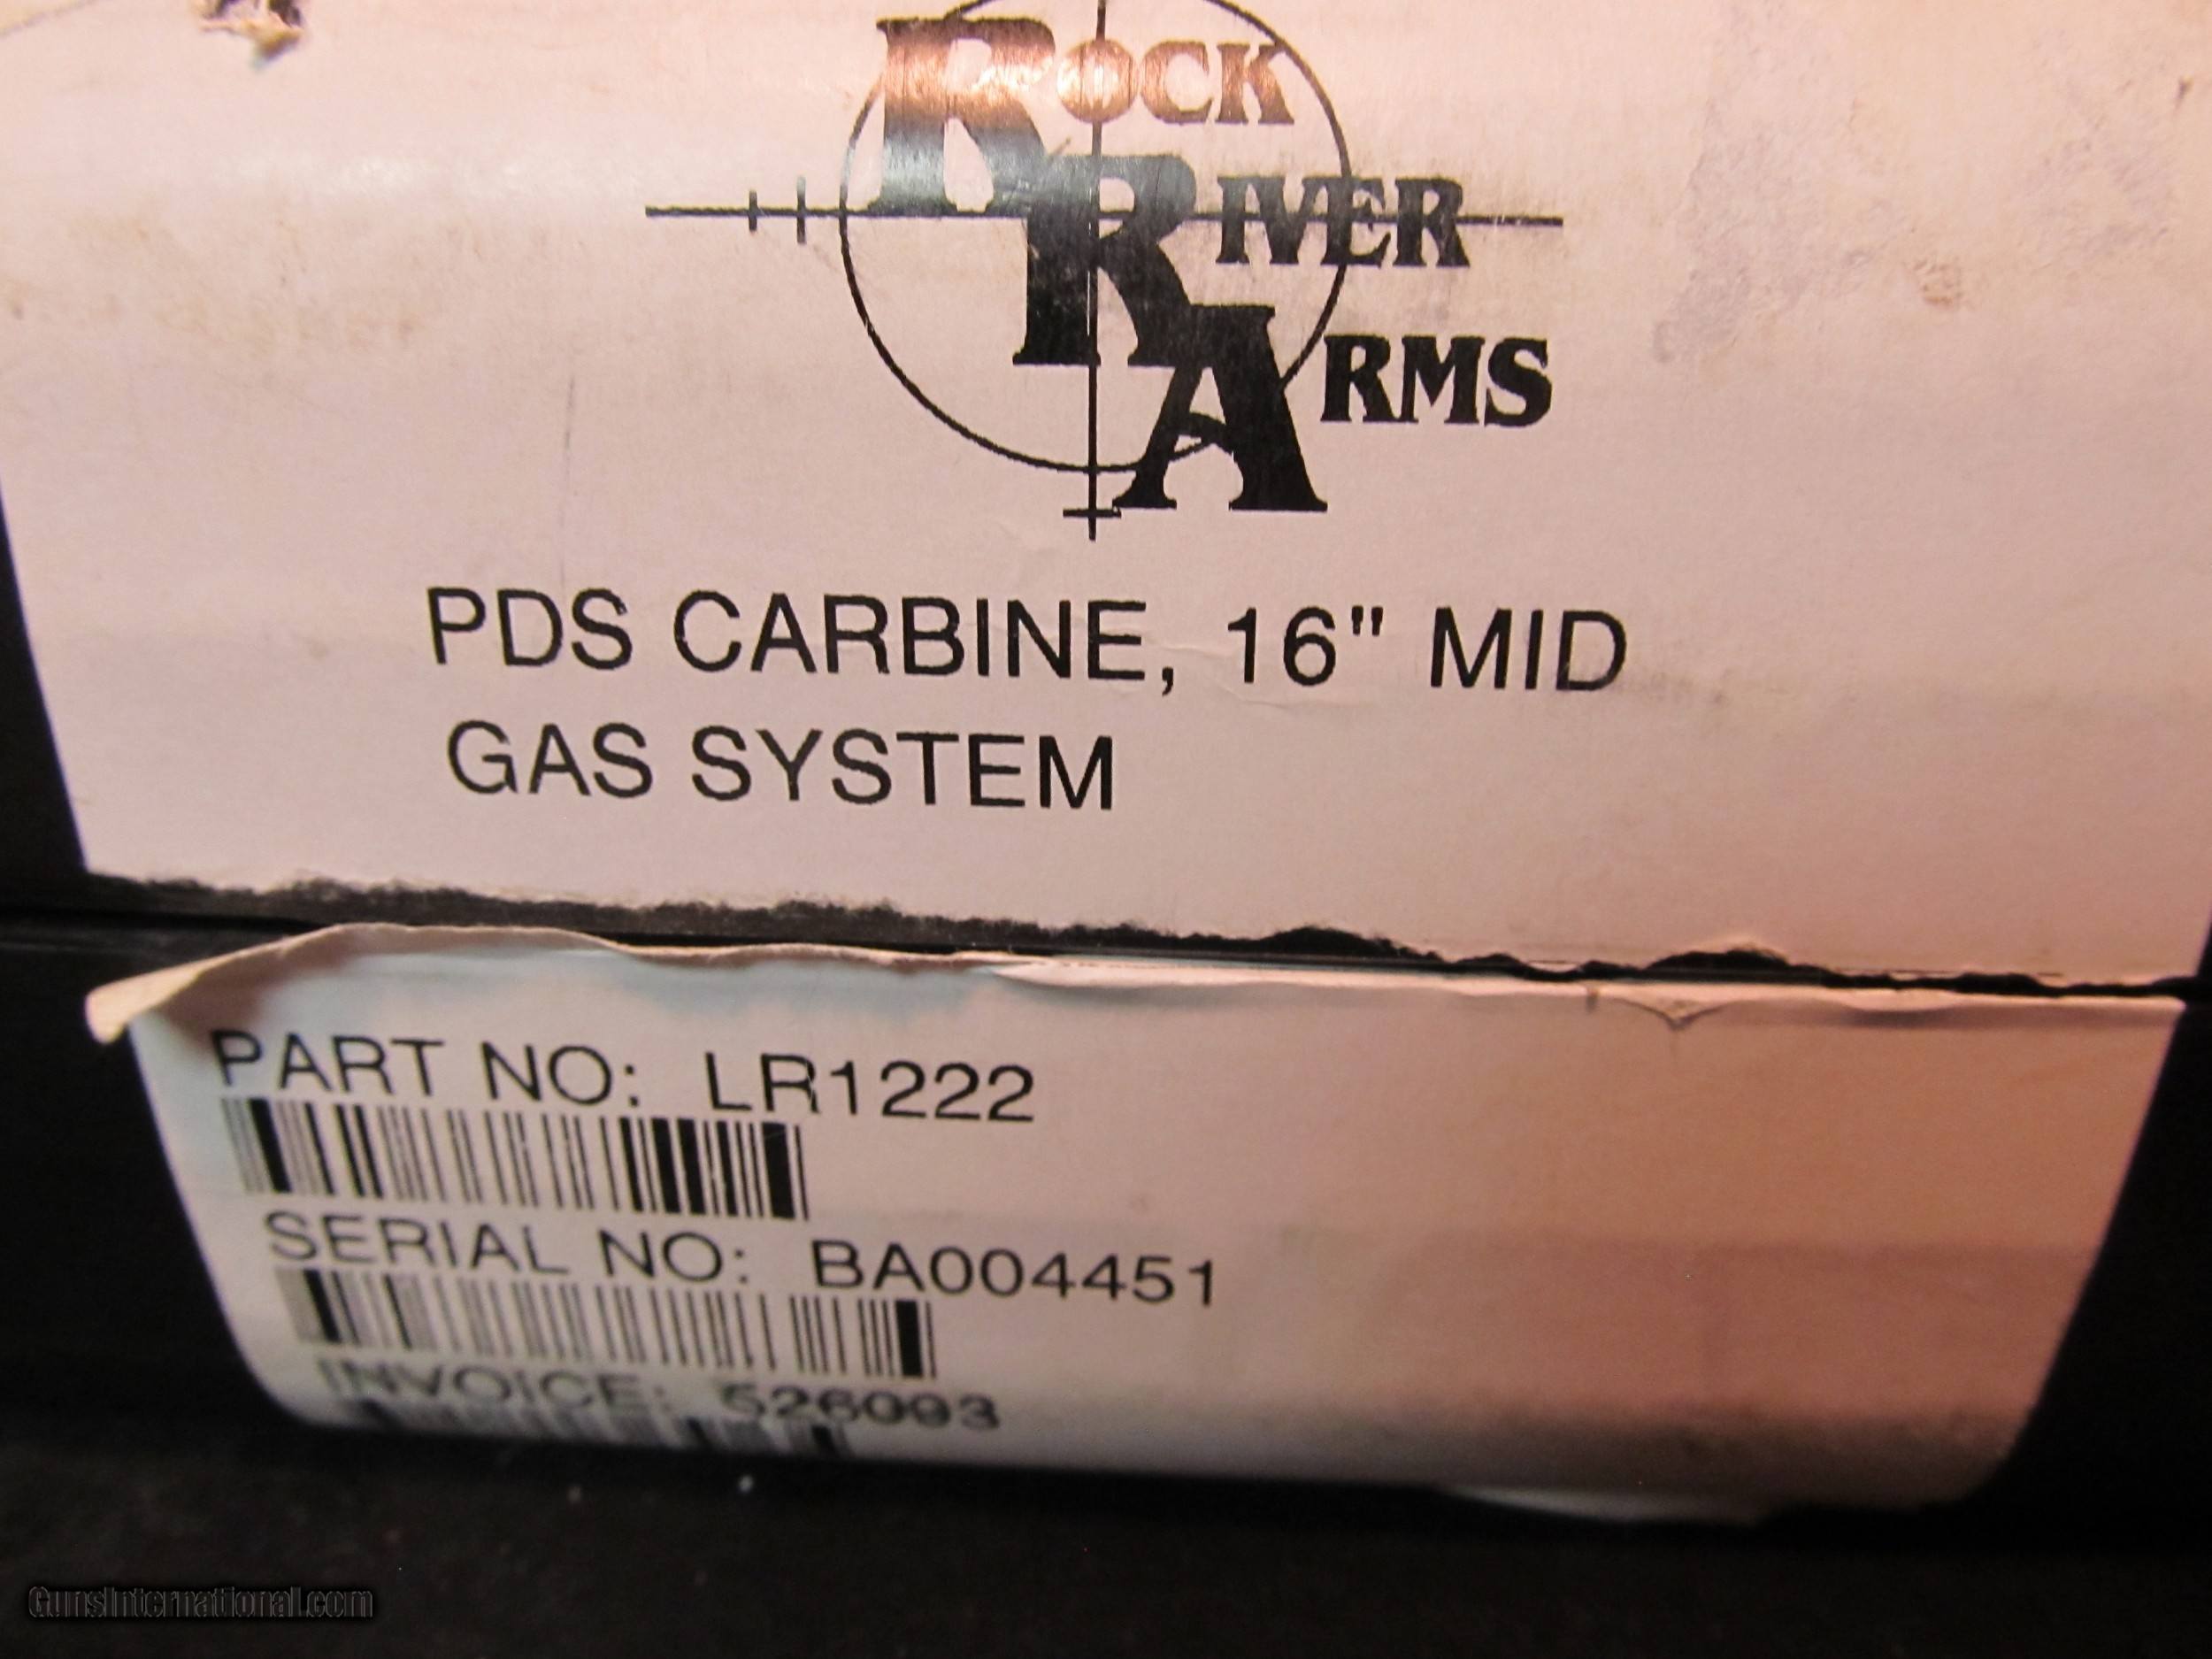 ROCK
RIVER
ARMS
PDS CARBINE, 16" MID
GAS SYSTEM
PART NO: LR1222
SERIAL NO: BA004451
INVOICE: 526093
GunsInternational.com